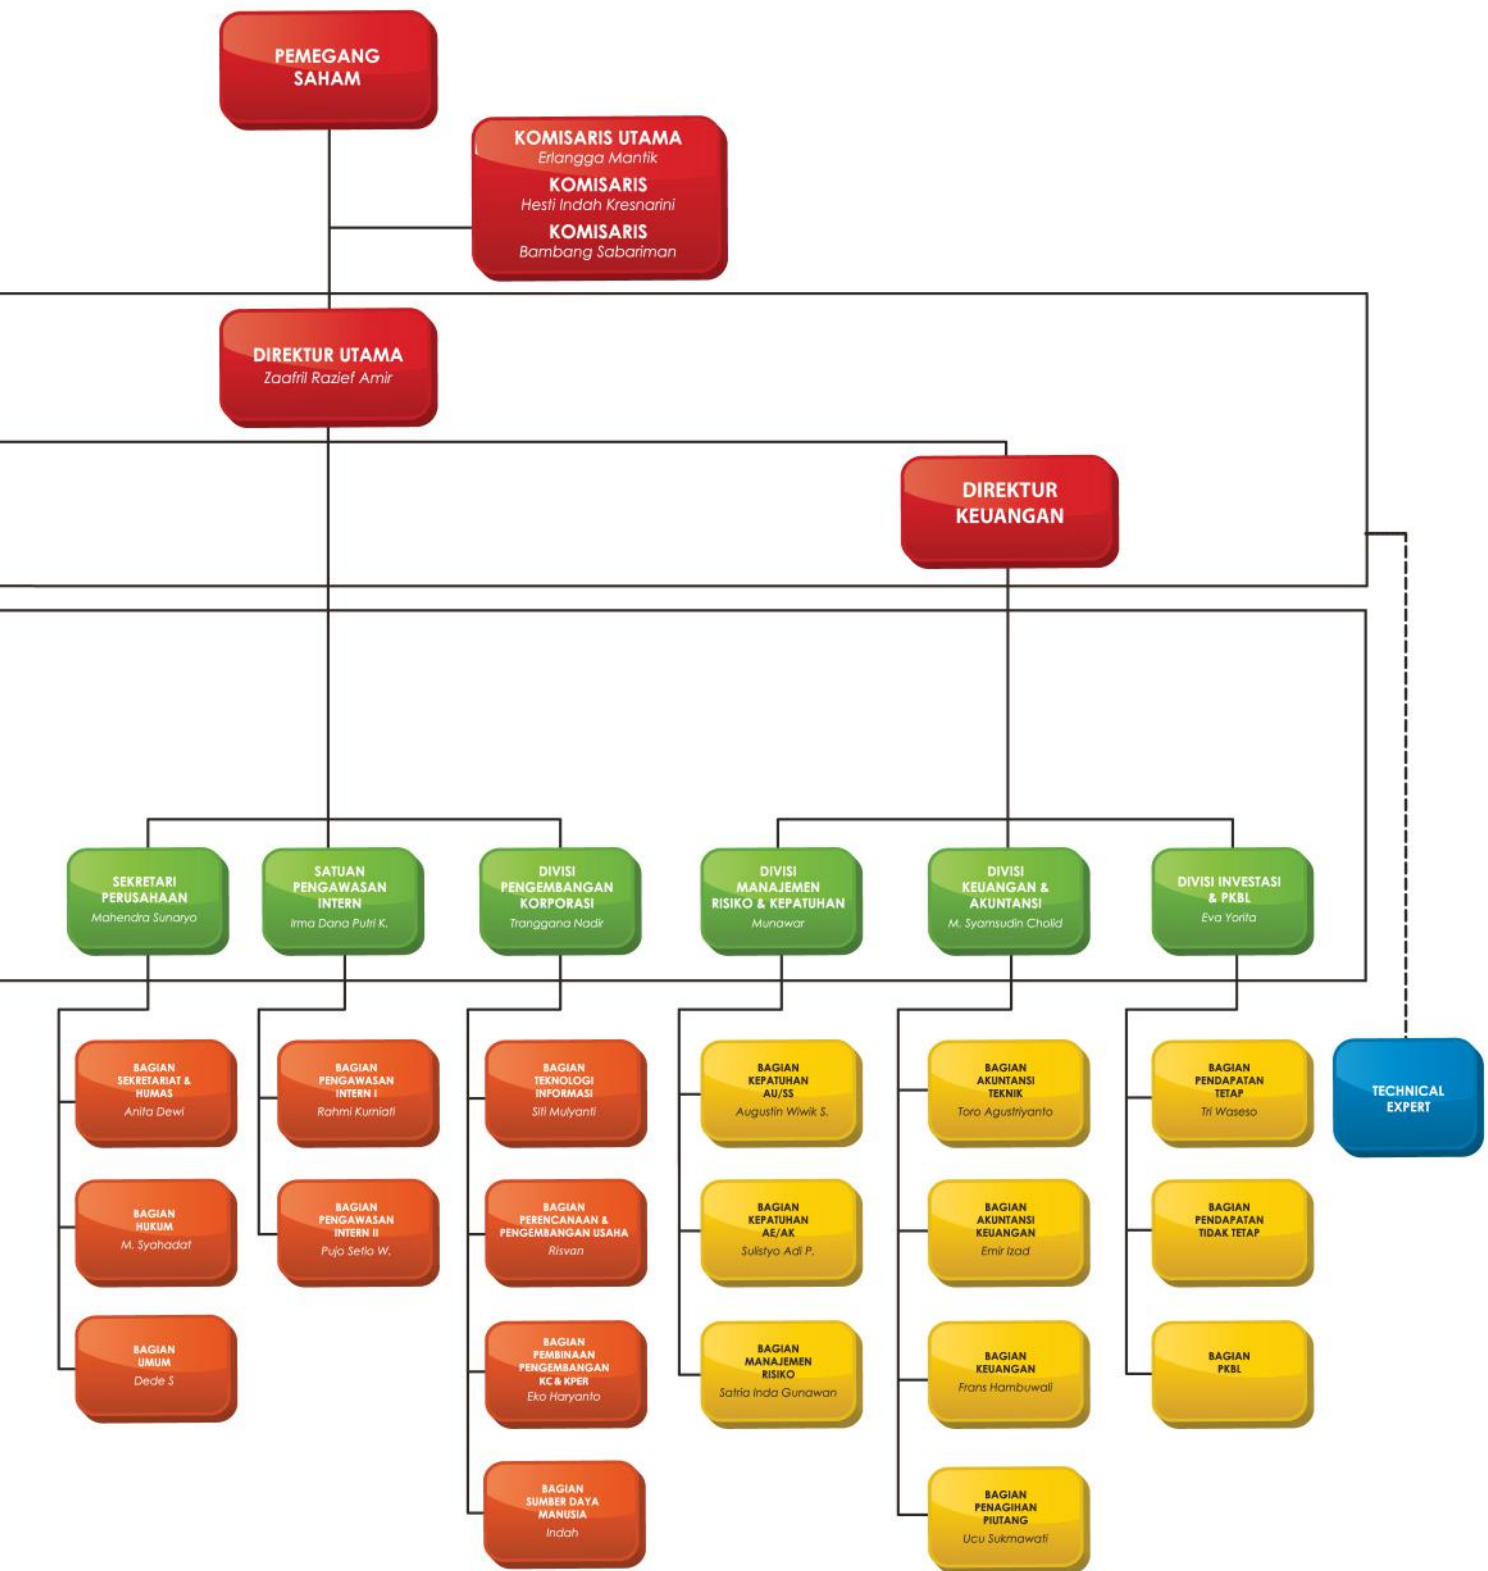 PEMEGANG
SAHAM
KOMISARIS UTAMA
Erlangga Mantik
KOMISARIS
Hesti Indah Kresnarini
KOMISARIS
Bambang Sabariman
DIREKTUR UTAMA
Zaafril Razief Amir
DIREKTUR
KEUANGAN
SEKRETARI
PERUSAHAAN
Mahendra Sunaryo
SATUAN
PENGAWASAN
INTERN
Irma Dana Putri K.
DIVISI
PENGEMBANGAN
KORPORASI
Tranggana Nadir
DIVISI
MANAJEMEN
RISIKO & KEPATUHAN
Munawar
DIVISI
KEUANGAN &
AKUNTANSI
M. Syamsudin Cholid
DIVISI INVESTASI
& PKBL
Eva Yorita
BAGIAN
SEKRETARIAT &
HUMAS
Anita Dewi
BAGIAN
PENGAWASAN
INTERN I
Rahmi Kurniati
BAGIAN
TEKNOLOGI
INFORMASI
Siti Mulyanti
BAGIAN
KEPATUHAN
AU/SS
Augustin Wiwik S.
BAGIAN
AKUNTANSI
TEKNIK
Toro Agustriyanto
BAGIAN
PENDAPATAN
TETAP
Tri Waseso
TECHNICAL
EXPERT
BAGIAN
HUKUM
M. Syahadat
BAGIAN
PENGAWASAN
INTERN II
Pujo Setio W.
BAGIAN
PERENCANAAN &
PENGEMBANGAN USAHA
Risvan
BAGIAN
KEPATUHAN
AE/AK
Sulistyo Adi P.
BAGIAN
AKUNTANSI
KEUANGAN
Emir Izad
BAGIAN
PENDAPATAN
TIDAK TETAP
BAGIAN
UMUM
Dede S
BAGIAN
PEMBINAAN
PENGEMBANGAN
KC & KPER
Eko Haryanto
BAGIAN
MANAJEMEN
RISIKO
Satria Inda Gunawan
BAGIAN
KEUANGAN
Frans Hambuwali
BAGIAN
PKBL
BAGIAN
SUMBER DAYA
MANUSIA
Indah
BAGIAN
PENAGIHAN
PIUTANG
Ucu Sukmawati